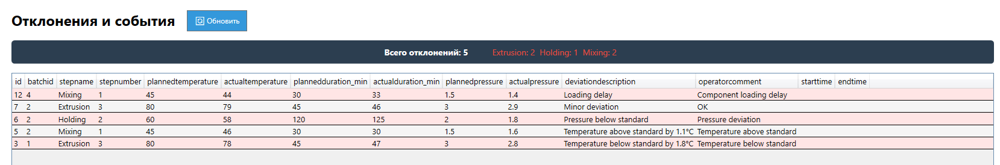 Отклонения и события
Обновить
Всего отклонений: 5 Extrusion: 2 Holding: 1 Mixing: 2
id batchid stepname stepnumber plannedtemperature actualtemperature plannedduration_min actualduration_min plannedpressure actualpressure deviationdescription operatorcomment starttime endtime
12 4 Mixing 1 45 44 30 33 1.5 1.4 Loading delay Component loading delay
7 2 Extrusion 3 80 79 45 46 3 2.9 Minor deviation OK
6 2 Holding 2 60 58 120 125 2 1.8 Pressure below standard Pressure deviation
5 2 Mixing 1 45 46 30 30 1.5 1.6 Temperature above standard by 1.1°C Temperature above standard
3 1 Extrusion 3 80 78 45 47 3 2.8 Temperature below standard by 1.8°C Temperature below standard